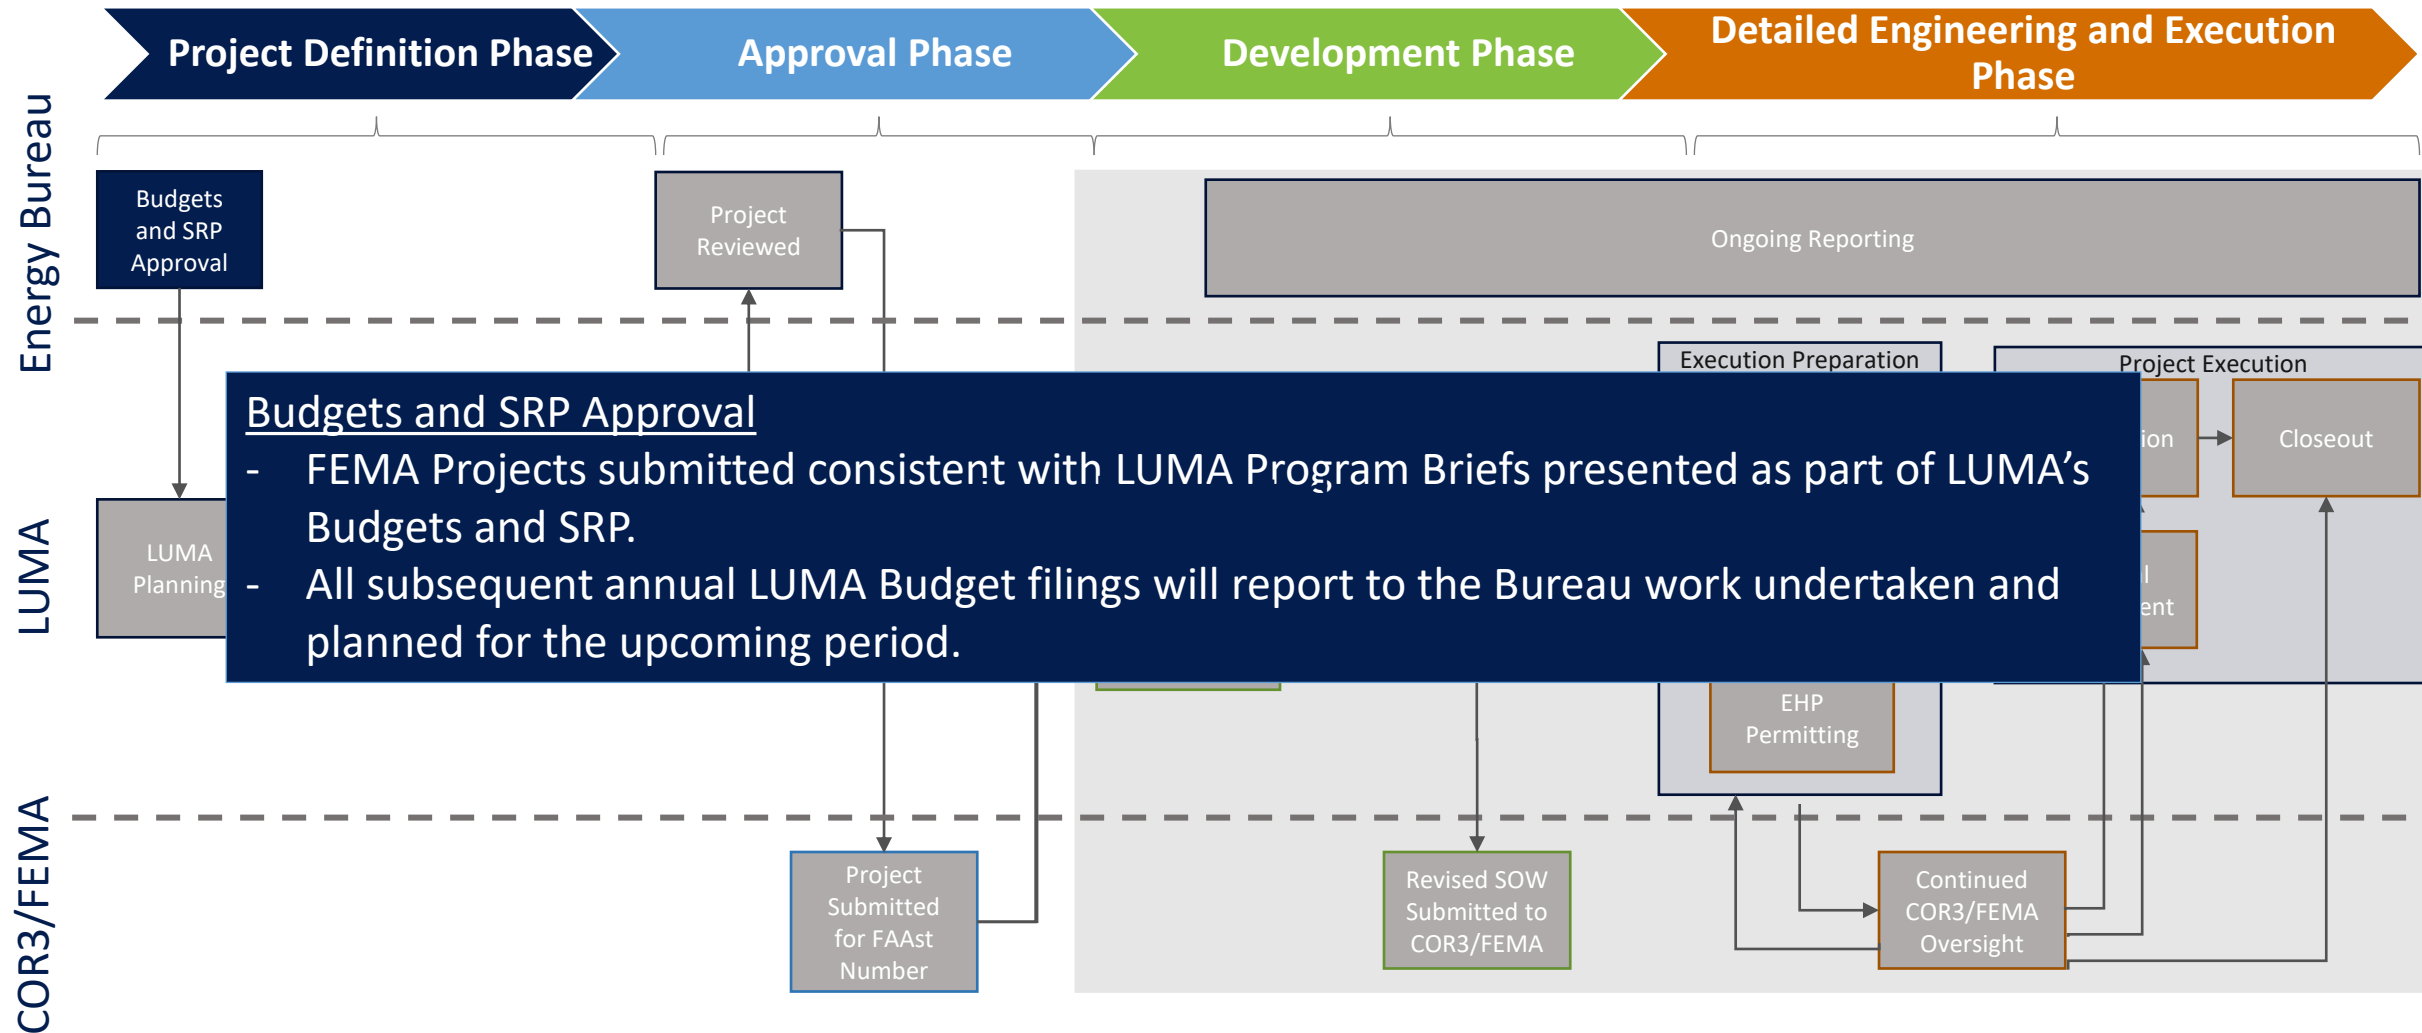 Project Definition Phase
Approval Phase
Development Phase
Detailed Engineering and Execution
Phase
Energy Bureau
Budgets
and SRP
Approval
Project
Reviewed
Ongoing Reporting
Execution Preparation
Project Execution
Budgets and SRP Approval
- FEMA Projects submitted consistent with LUMA Program Briefs presented as part of LUMA’s
Budgets and SRP.
- All subsequent annual LUMA Budget filings will report to the Bureau work undertaken and
planned for the upcoming period.
Closeout
LUMA
LUMA
Planning
EHP
Permitting
COR3/FEMA
Project
Submitted
for FAAst
Number
Revised SOW
Submitted to
COR3/FEMA
Continued
COR3/FEMA
Oversight